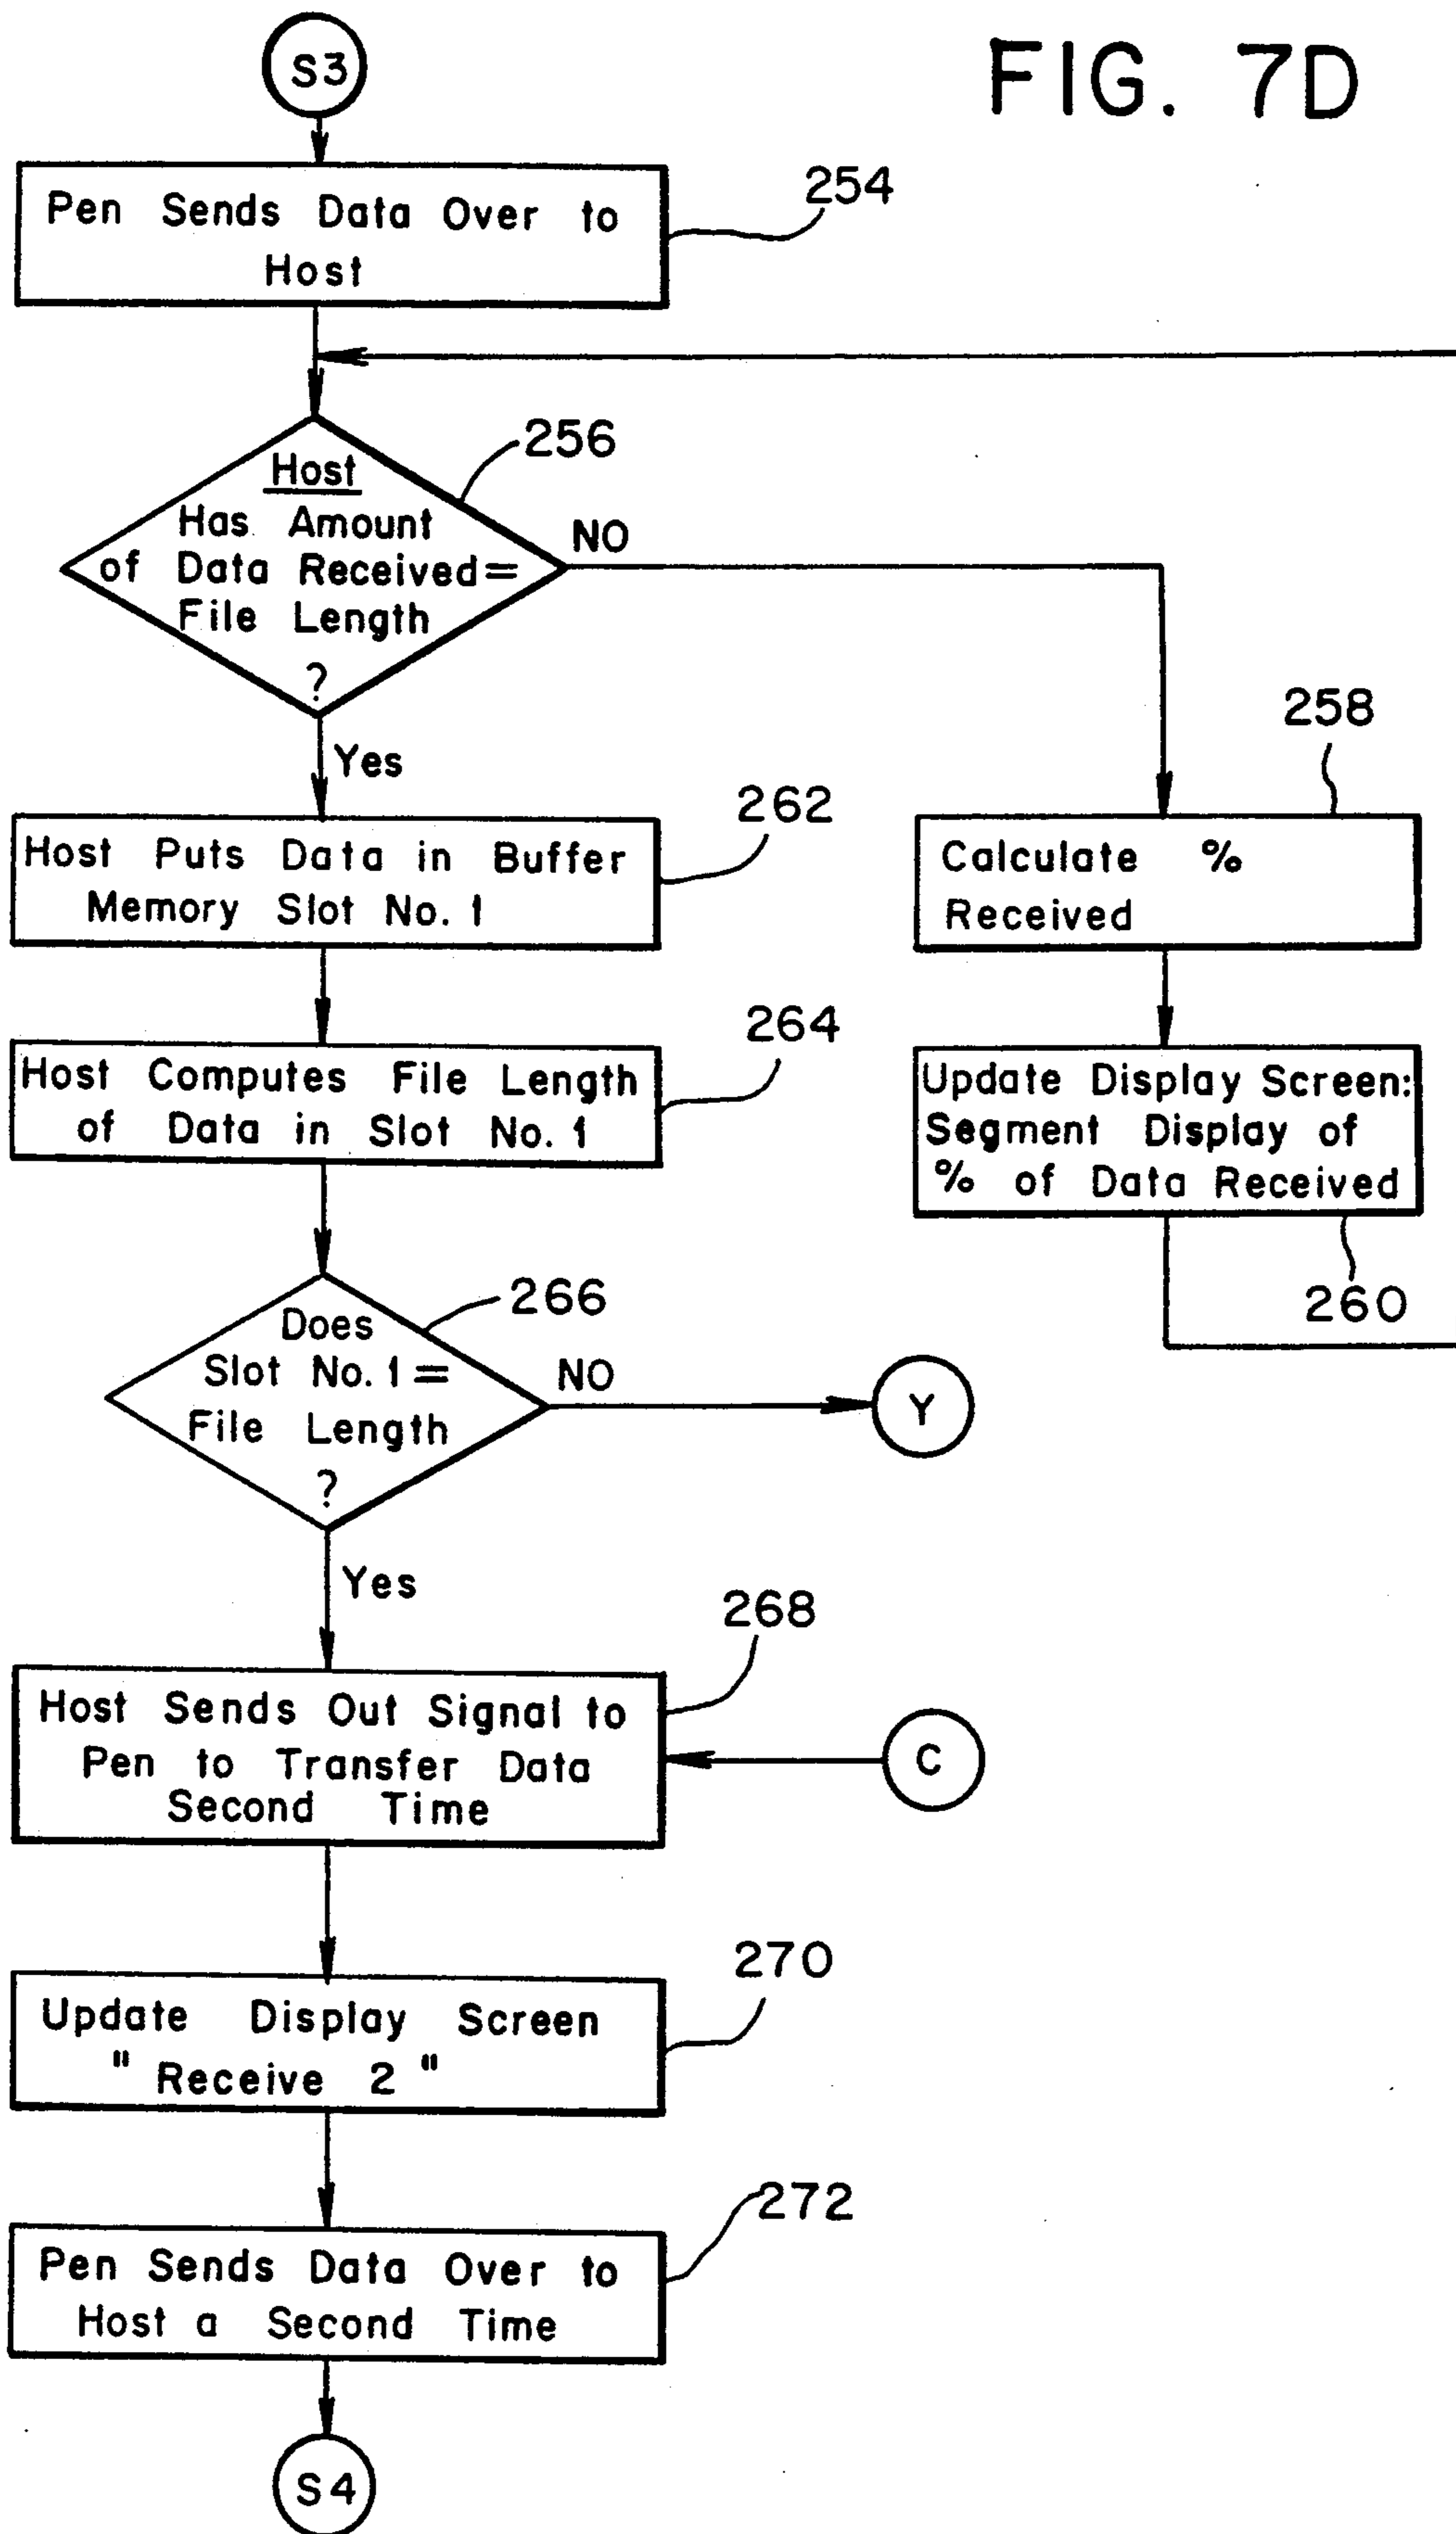 FIG. 7D
S3
Pen Sends Data Over to
Host
254
Host
Has Amount
of Data Received=
File Length
?
256
NO
Yes
258
Calculate %
Received
Update Display Screen:
Segment Display of
% of Data Received
260
Host Puts Data in Buffer
Memory Slot No. 1
262
Host Computes File Length
of Data in Slot No. 1
264
Does
Slot No. 1 =
File Length
?
266
NO
Y
Yes
Host Sends Out Signal to
Pen to Transfer Data
Second Time
268
C
Update Display Screen
" Receive 2 "
270
Pen Sends Data Over to
Host a Second Time
272
S4